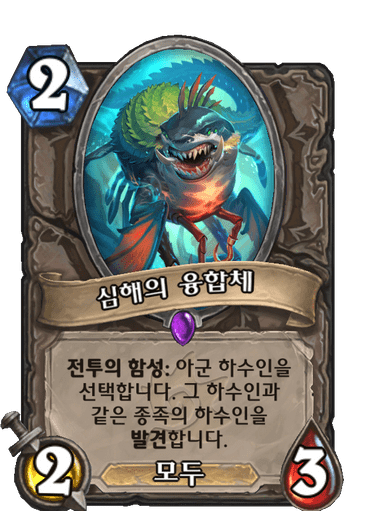 2
심해의 융합체
전투의 함성: 아군 하수인을
선택합니다. 그 하수인과
같은 종족의 하수인을
발견합니다.
2
모두
3